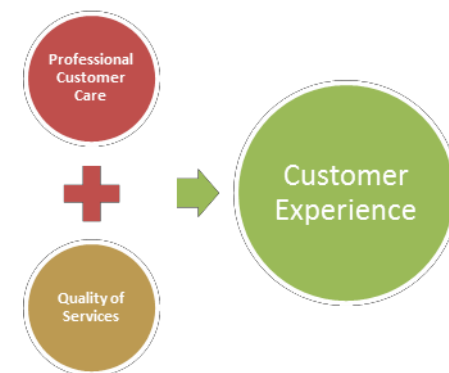 Professional
Customer
Care
Quality of
Services
Customer
Experience